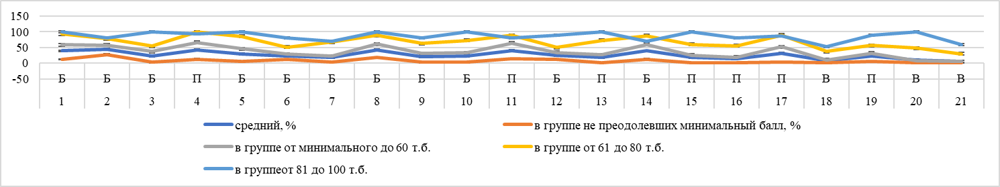 150
100
50
0
-50
Б Б Б П Б Б Б Б Б Б П Б П Б П П П В П В В
1 2 3 4 5 6 7 8 9 10 11 12 13 14 15 16 17 18 19 20 21
средний, % в группе не преодолевших минимальный балл, %
в группе от минимального до 60 т.б. в группе от 61 до 80 т.б.
в группеот 81 до 100 т.б.